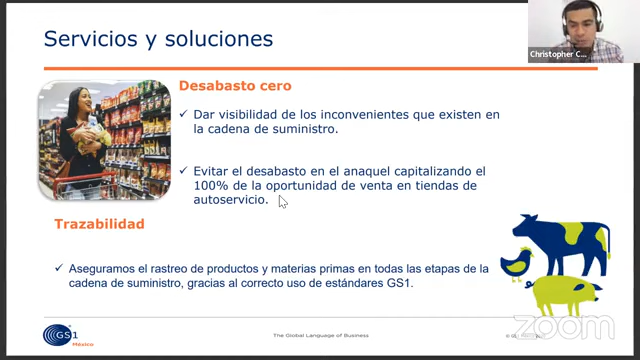 Servicios y soluciones
Christopher C...
Desabasto cero
✓ Dar visibilidad de los inconvenientes que existen en
la cadena de suministro.
✓ Evitar el desabasto en el anaquel capitalizando el
100% de la oportunidad de venta en tiendas de
autoservicio.
Trazabilidad
✓ Aseguramos el rastreo de productos y materias primas en todas las etapas de la
cadena de suministro, gracias al correcto uso de estándares GS1.
zoom
GS1
México
The Global Language of Business
© GS1